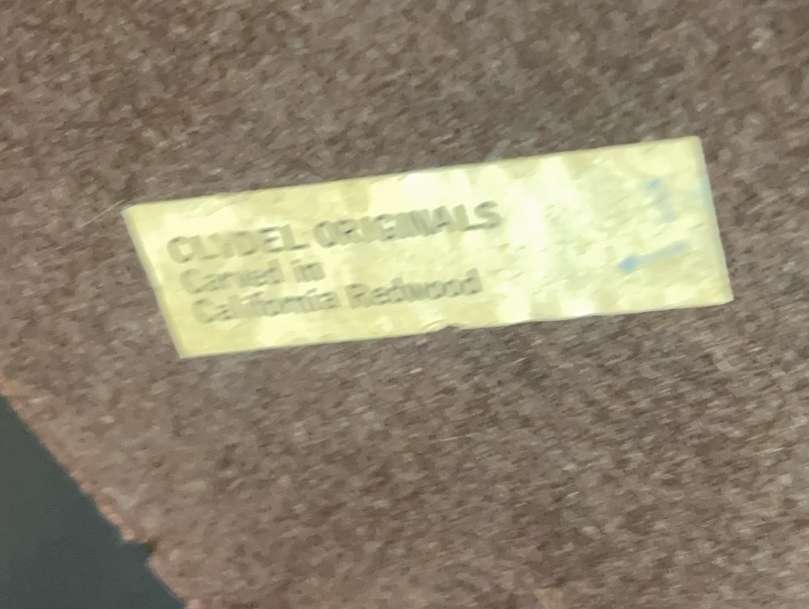 CLYDEL ORIGINALS
Carved in
California Redwood